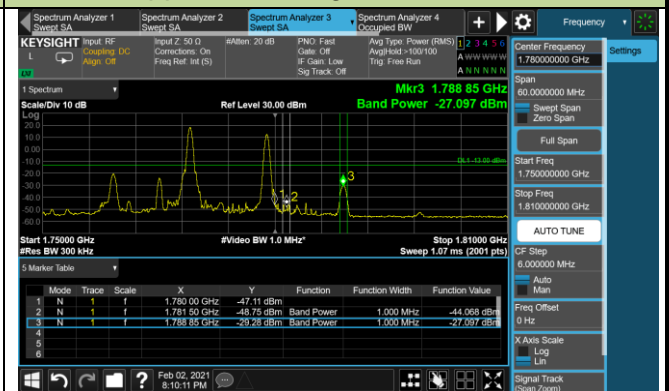 Spectrum Analyzer 1
Swept SA
Spectrum Analyzer 2
Swept SA
Spectrum Analyzer 3
Swept SA
Spectrum Analyzer 4
Occupied BW
Frequency
KEYSIGHT Input: RF
L
Coupling: DC
Align: Off
LXI
Input Z: 50 Ω
Corrections: On
Freq Ref: Int (S)
#Atten: 20 dB
PNO: Fast
Gate: Off
IF Gain: Low
Sig Track: Off
Avg Type: Power (RMS)
Avg|Hold:>100/100
Trig: Free Run
1 2 3 4 5 6
A W W W W W
A N N N N N
1 Spectrum
Scale/Div 10 dB
Log
Ref Level 30.00 dBm
Mkr3 1.788 85 GHz
Band Power -27.097 dBm
20.0
10.0
0.00
-10.0
-20.0
-30.0
-40.0
-50.0
-60.0
DL1 -13.00 dBm
1
2
3
Start 1.75000 GHz
#Res BW 300 kHz
#Video BW 1.0 MHz*
Stop 1.81000 GHz
Sweep 1.07 ms (2001 pts)
5 Marker Table
Mode Trace Scale X Y Function Function Width Function Value
1 N 1 f 1.780 00 GHz -47.11 dBm
2 N 1 f 1.781 50 GHz -48.75 dBm Band Power 1.000 MHz -44.068 dBm
3 N 1 f 1.788 85 GHz -29.28 dBm Band Power 1.000 MHz -27.097 dBm
4
5
6
Feb 02, 2021
8:10:11 PM
Center Frequency
1.780000000 GHz
Settings
Span
60.0000000 MHz
Swept Span
Zero Span
Full Span
Start Freq
1.750000000 GHz
Stop Freq
1.810000000 GHz
AUTO TUNE
CF Step
6.000000 MHz
Auto
Man
Freq Offset
0 Hz
X Axis Scale
Log
Lin
Signal Track
(Span Zoom)